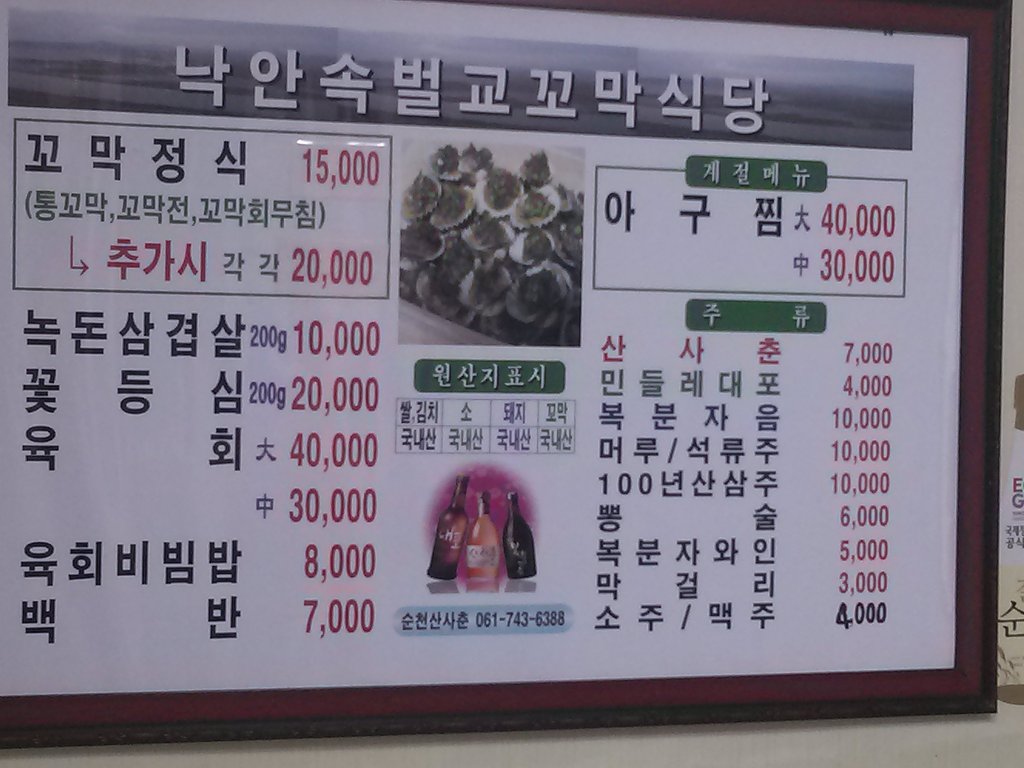 낙안속벌교꼬막식당
꼬막정식 15,000
(통꼬막,꼬막전,꼬막회무침)
추가시 각각 20,000
녹돈삼겹살 200g 10,000
꽃등심 200g 20,000
육회 大 40,000
中 30,000
육회비빔밥 8,000
백반 7,000
원산지표시
쌀,김치 소 돼지 꼬막
국내산 국내산 국내산 국내산
순천산사춘 061-743-6388
계절메뉴
아구찜 大 40,000
中 30,000
주류
산사춘 7,000
민들레대포 4,000
복분자음 10,000
머루/석류주 10,000
100년산삼주 10,000
뽕술 6,000
복분자와인 5,000
막걸리 3,000
소주/맥주 4,000